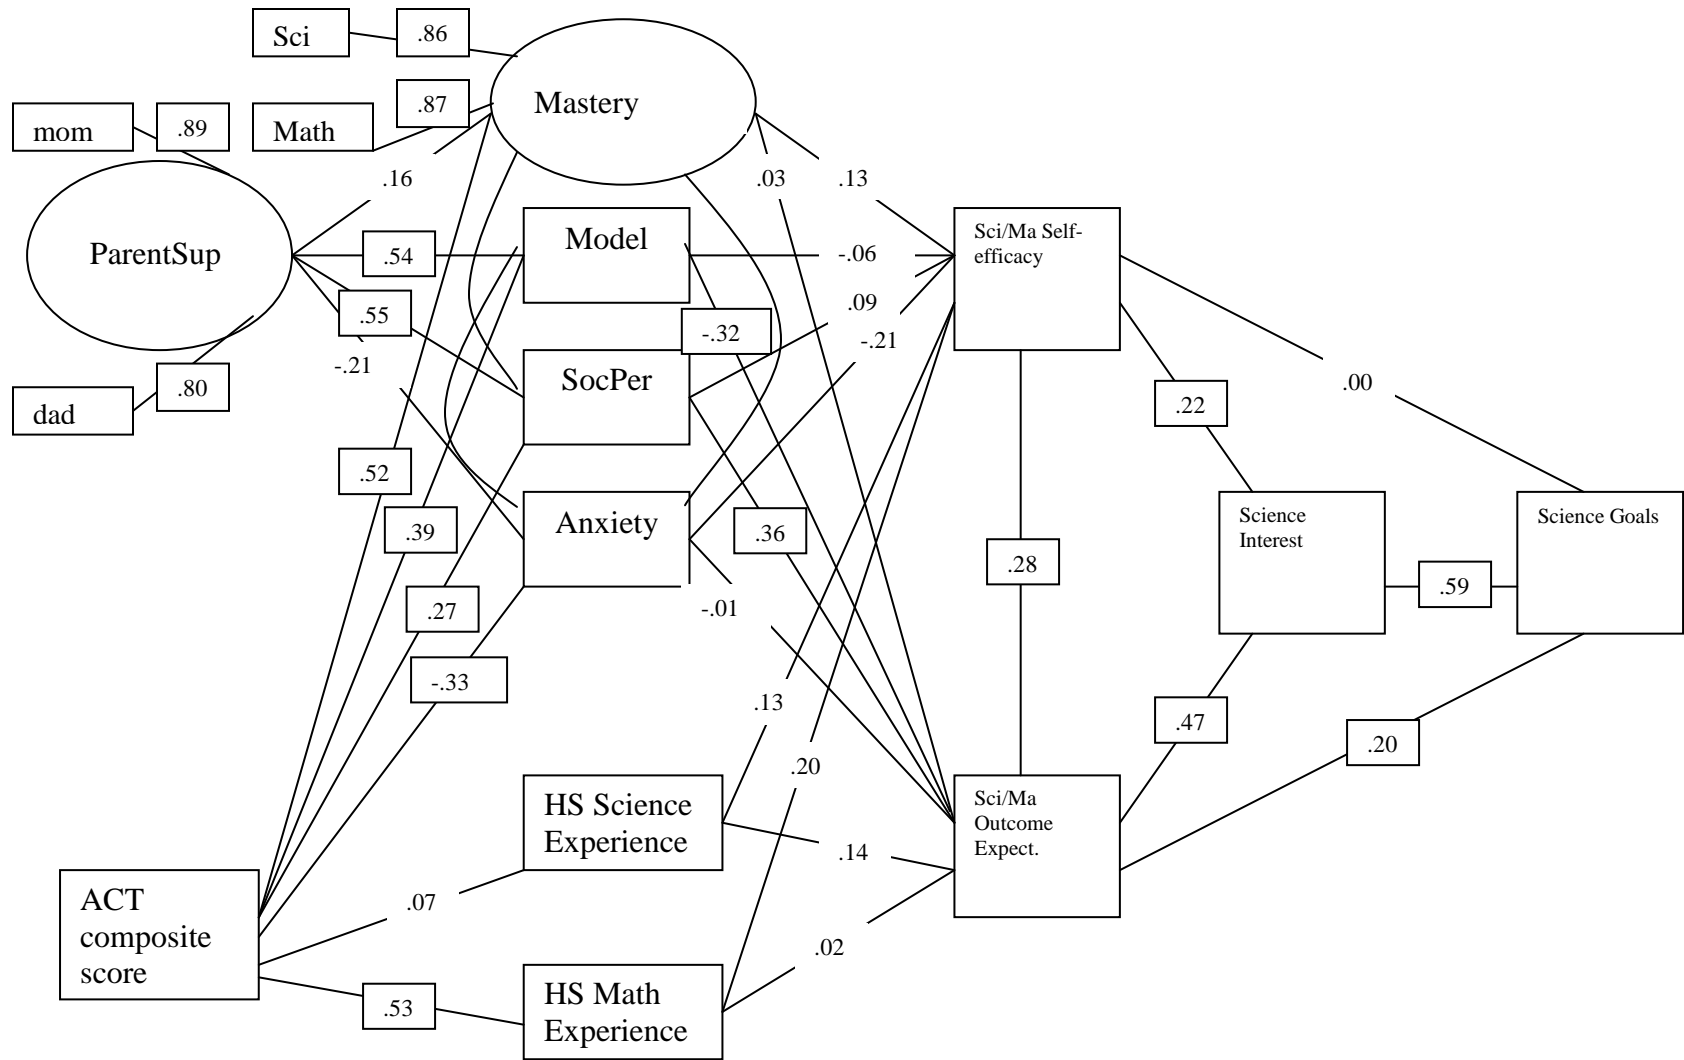 Sci
.86
Mastery
mom
.89
Math
.87
.16
.03
.13
ParentSup
.54
Model
-.06
Sci/Ma Self-
efficacy
.55
-.32
.09
-.21
-.21
dad
.80
SocPer
.22
.00
.52
.39
Anxiety
.36
.28
Science
Interest
.59
Science Goals
.27
-.01
-.33
.13
.47
.20
.20
HS Science
Experience
.14
Sci/Ma
Outcome
Expect.
ACT
composite
score
.07
.02
.53
HS Math
Experience